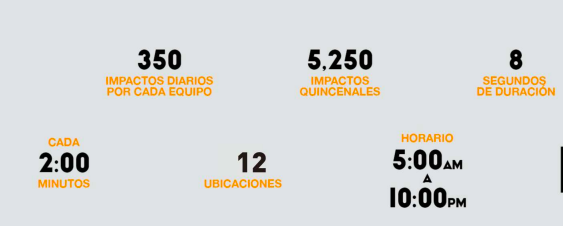 350
IMPACTOS DIARIOS
POR CADA EQUIPO
5,250
IMPACTOS
QUINCENALES
8
SEGUNDOS
DE DURACIÓN
CADA
2:00
MINUTOS
12
UBICACIONES
HORARIO
5:00AM
A
10:00PM